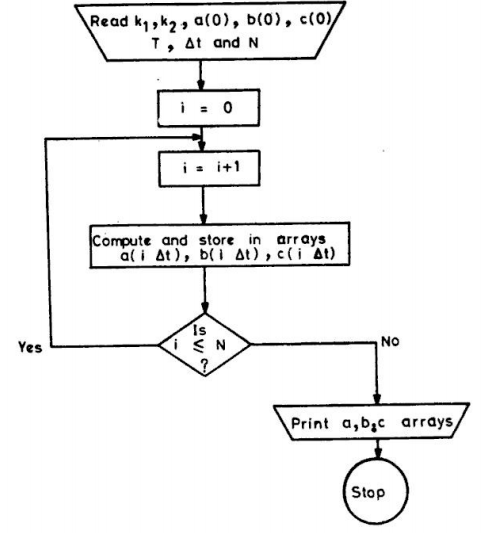 Read k₁,k₂, a(0), b(0), c(0)
T, Δt and N
i = 0
i = i+1
Compute and store in arrays
a(i Δt), b(i Δt), c(i Δt)
Is
i ≤ N
?
Yes
No
Print a,b,c arrays
Stop